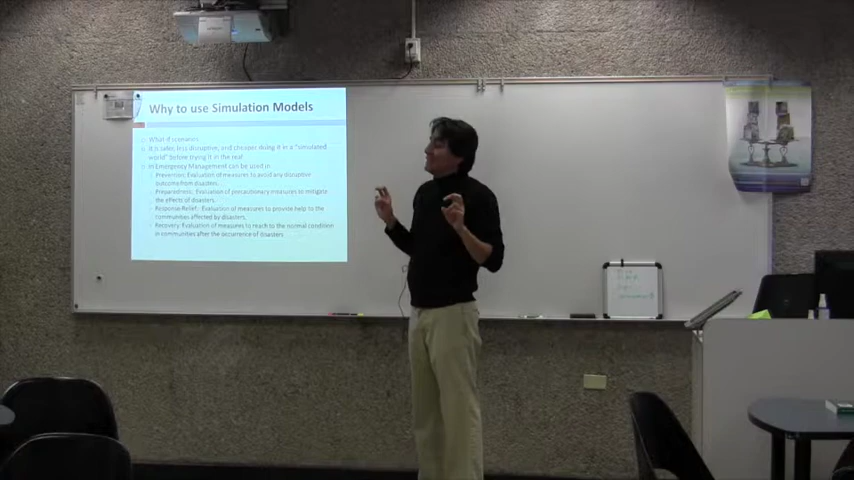 Why to use Simulation Models
What if scenarios
It is safer, less disruptive, and cheaper doing it in a "simulated
world" before trying it in the real
In Emergency Management can be used in:
Prevention: Evaluation of measures to avoid any disruptive
outcome from disasters.
Preparedness: Evaluation of precautionary measures to mitigate
the effects of disasters.
Response-Relief: Evaluation of measures to provide help to the
communities affected by disasters.
Recovery: Evaluation of measures to reach to the normal condition
in communities after the occurrence of disasters